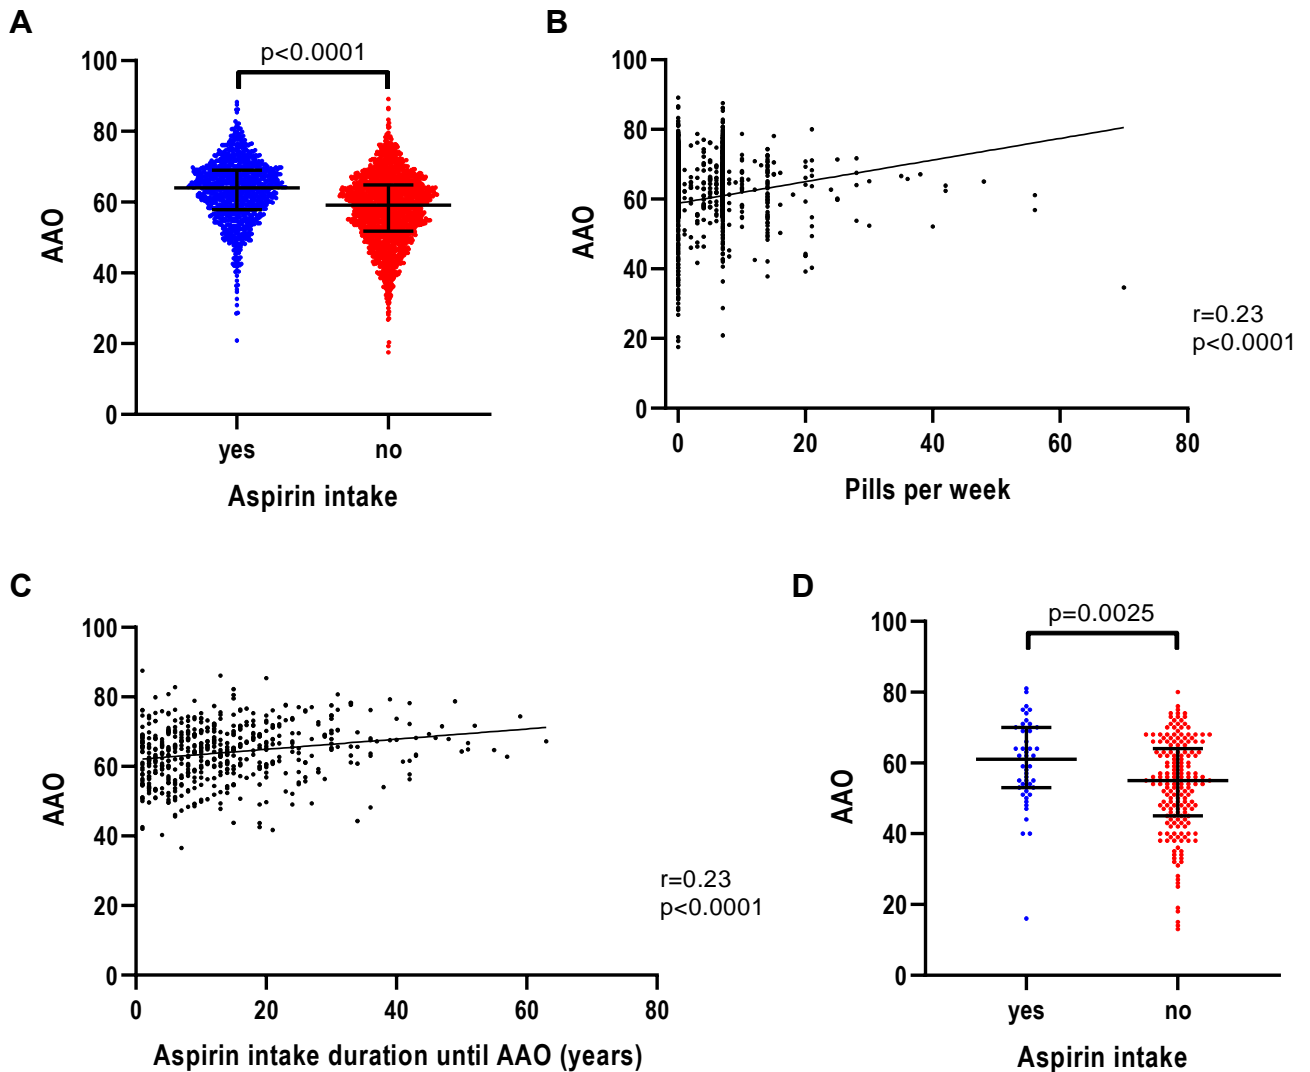 A
p<0.0001
100
80
60
40
20
0
AAO
yes
no
Aspirin intake
B
100
80
60
40
20
0
AAO
r=0.23
p<0.0001
0
20
40
60
80
Pills per week
C
100
80
60
40
20
0
AAO
r=0.23
p<0.0001
0
20
40
60
80
Aspirin intake duration until AAO (years)
D
p=0.0025
100
80
60
40
20
0
AAO
yes
no
Aspirin intake